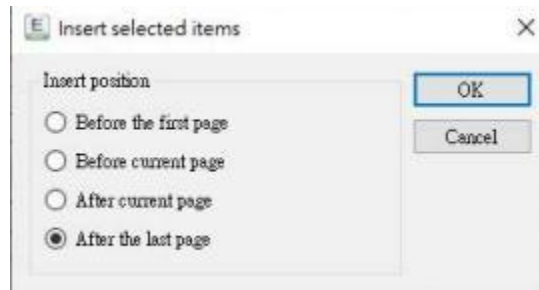 Insert selected items
Insert position
Before the first page
Before current page
After current page
After the last page
OK
Cancel